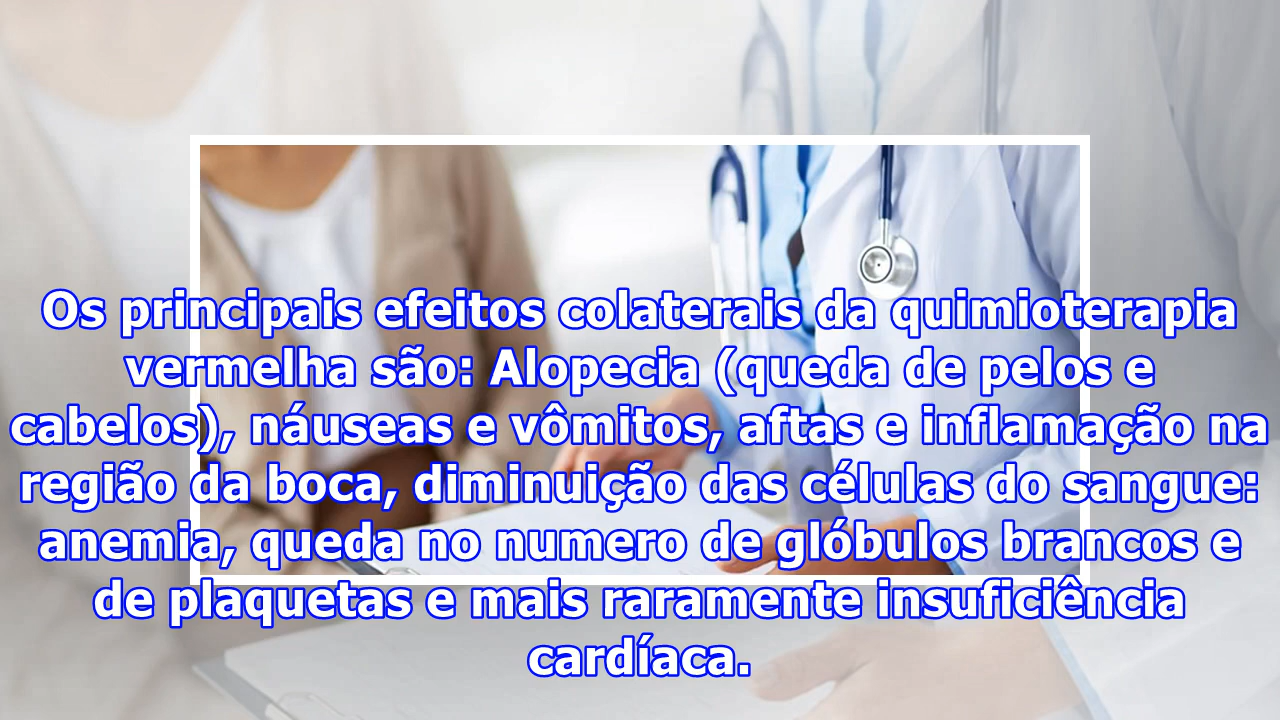 Os principais efeitos colaterais da quimioterapia
vermelha são: Alopecia (queda de pelos e
cabelos), náuseas e vômitos, aftas e inflamação na
região da boca, diminuição das células do sangue:
anemia, queda no numero de glóbulos brancos e
de plaquetas e mais raramente insuficiência
cardíaca.